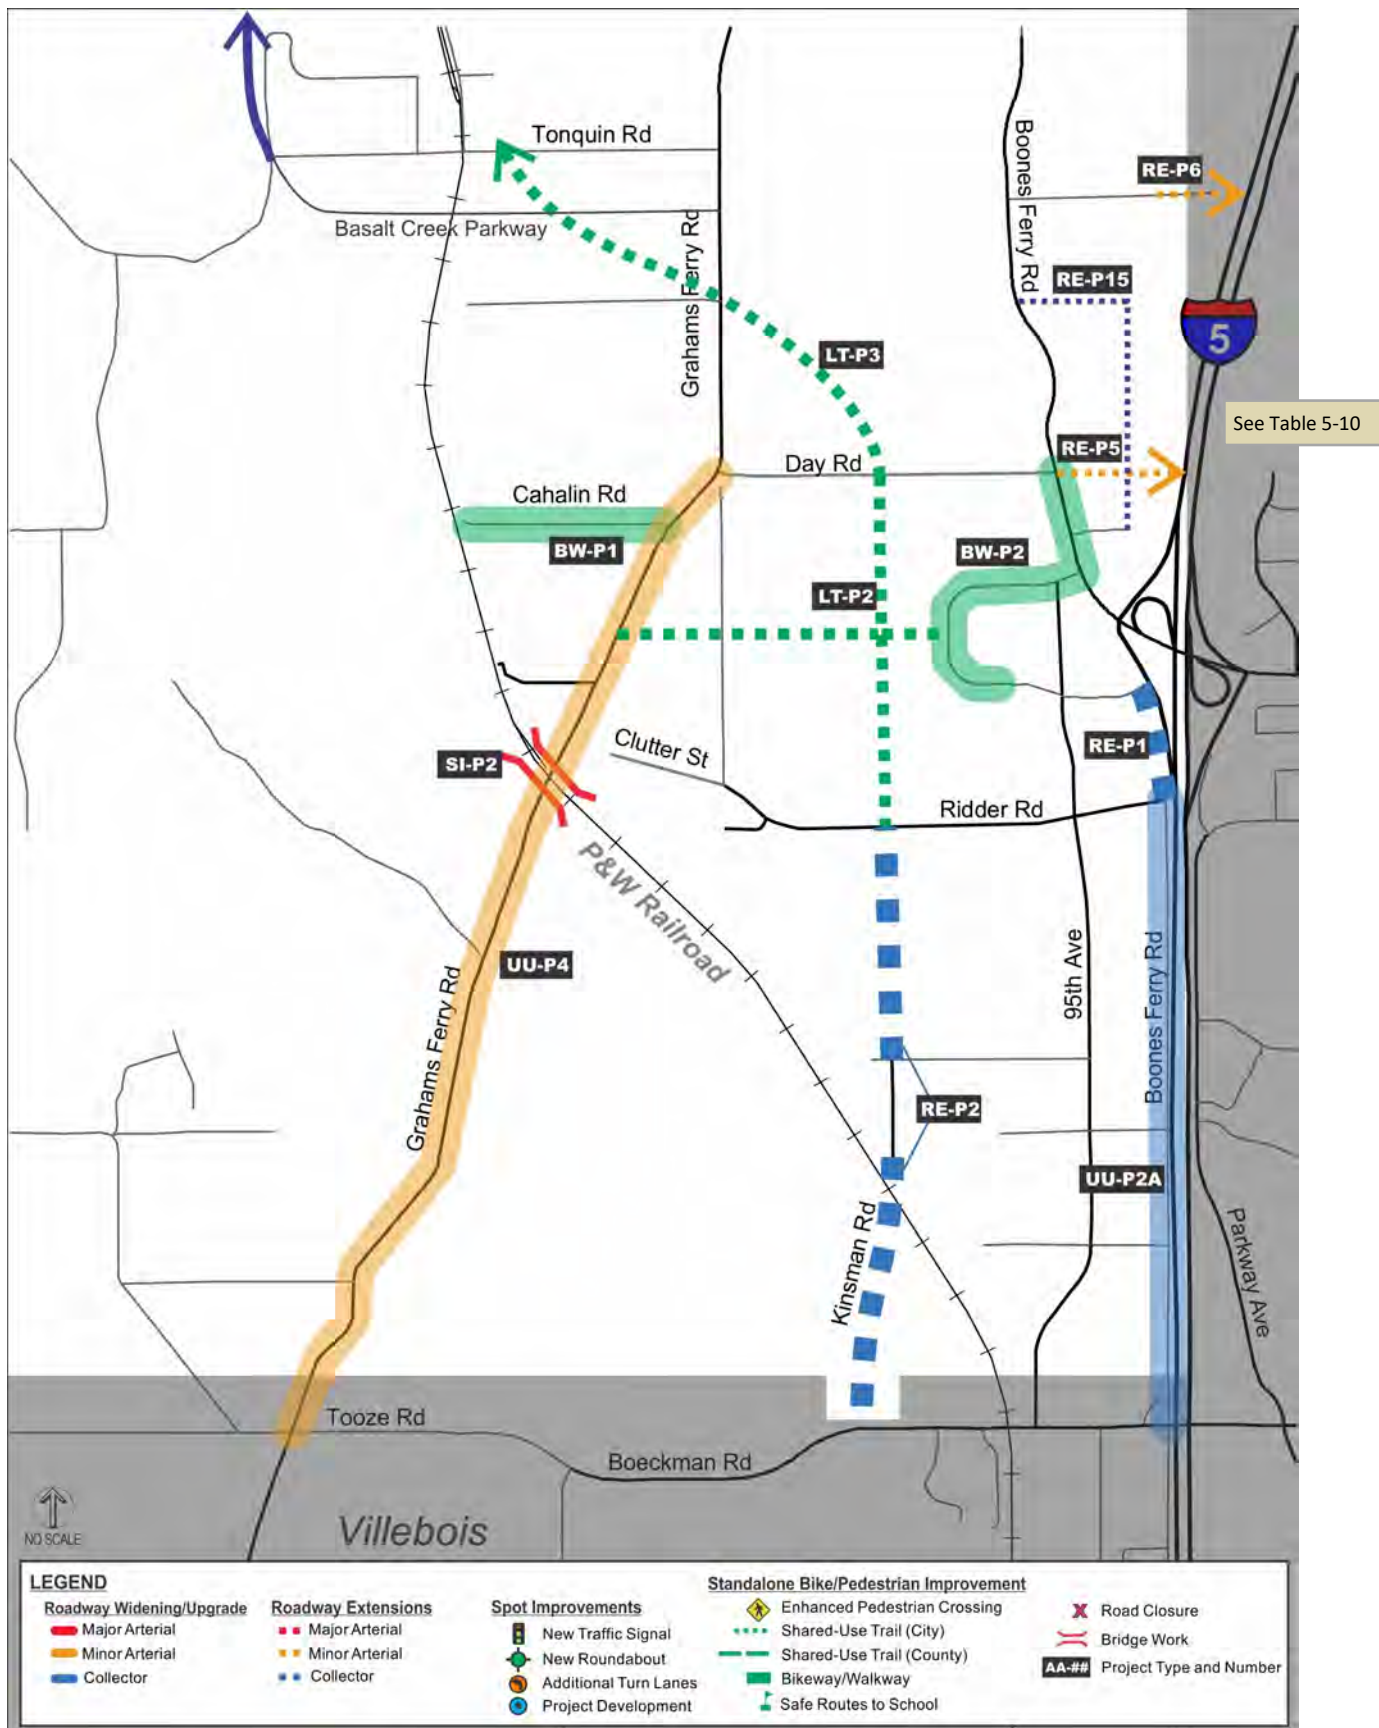 Tonquin Rd
Boones Ferry Rd
RE-P6
Basalt Creek Parkway
Grahams Ferry Rd
RE-P15
5
LT-P3
See Table 5-10
RE-P5
Day Rd
Cahalin Rd
BW-P1
BW-P2
LT-P2
Clutter St
RE-P1
SI-P2
Ridder Rd
P&W Railroad
UU-P4
95th Ave
Boones Ferry Rd
Grahams Ferry Rd
RE-P2
UU-P2A
Kinsman Rd
Parkway Ave
Tooze Rd
Boeckman Rd
Villebois
NO SCALE
LEGEND
Roadway Widening/Upgrade
Major Arterial
Minor Arterial
Collector
Roadway Extensions
Major Arterial
Minor Arterial
Collector
Spot Improvements
New Traffic Signal
New Roundabout
Additional Turn Lanes
Project Development
Standalone Bike/Pedestrian Improvement
Enhanced Pedestrian Crossing
Shared-Use Trail (City)
Shared-Use Trail (County)
Bikeway/Walkway
Safe Routes to School
X Road Closure
Bridge Work
AA-## Project Type and Number